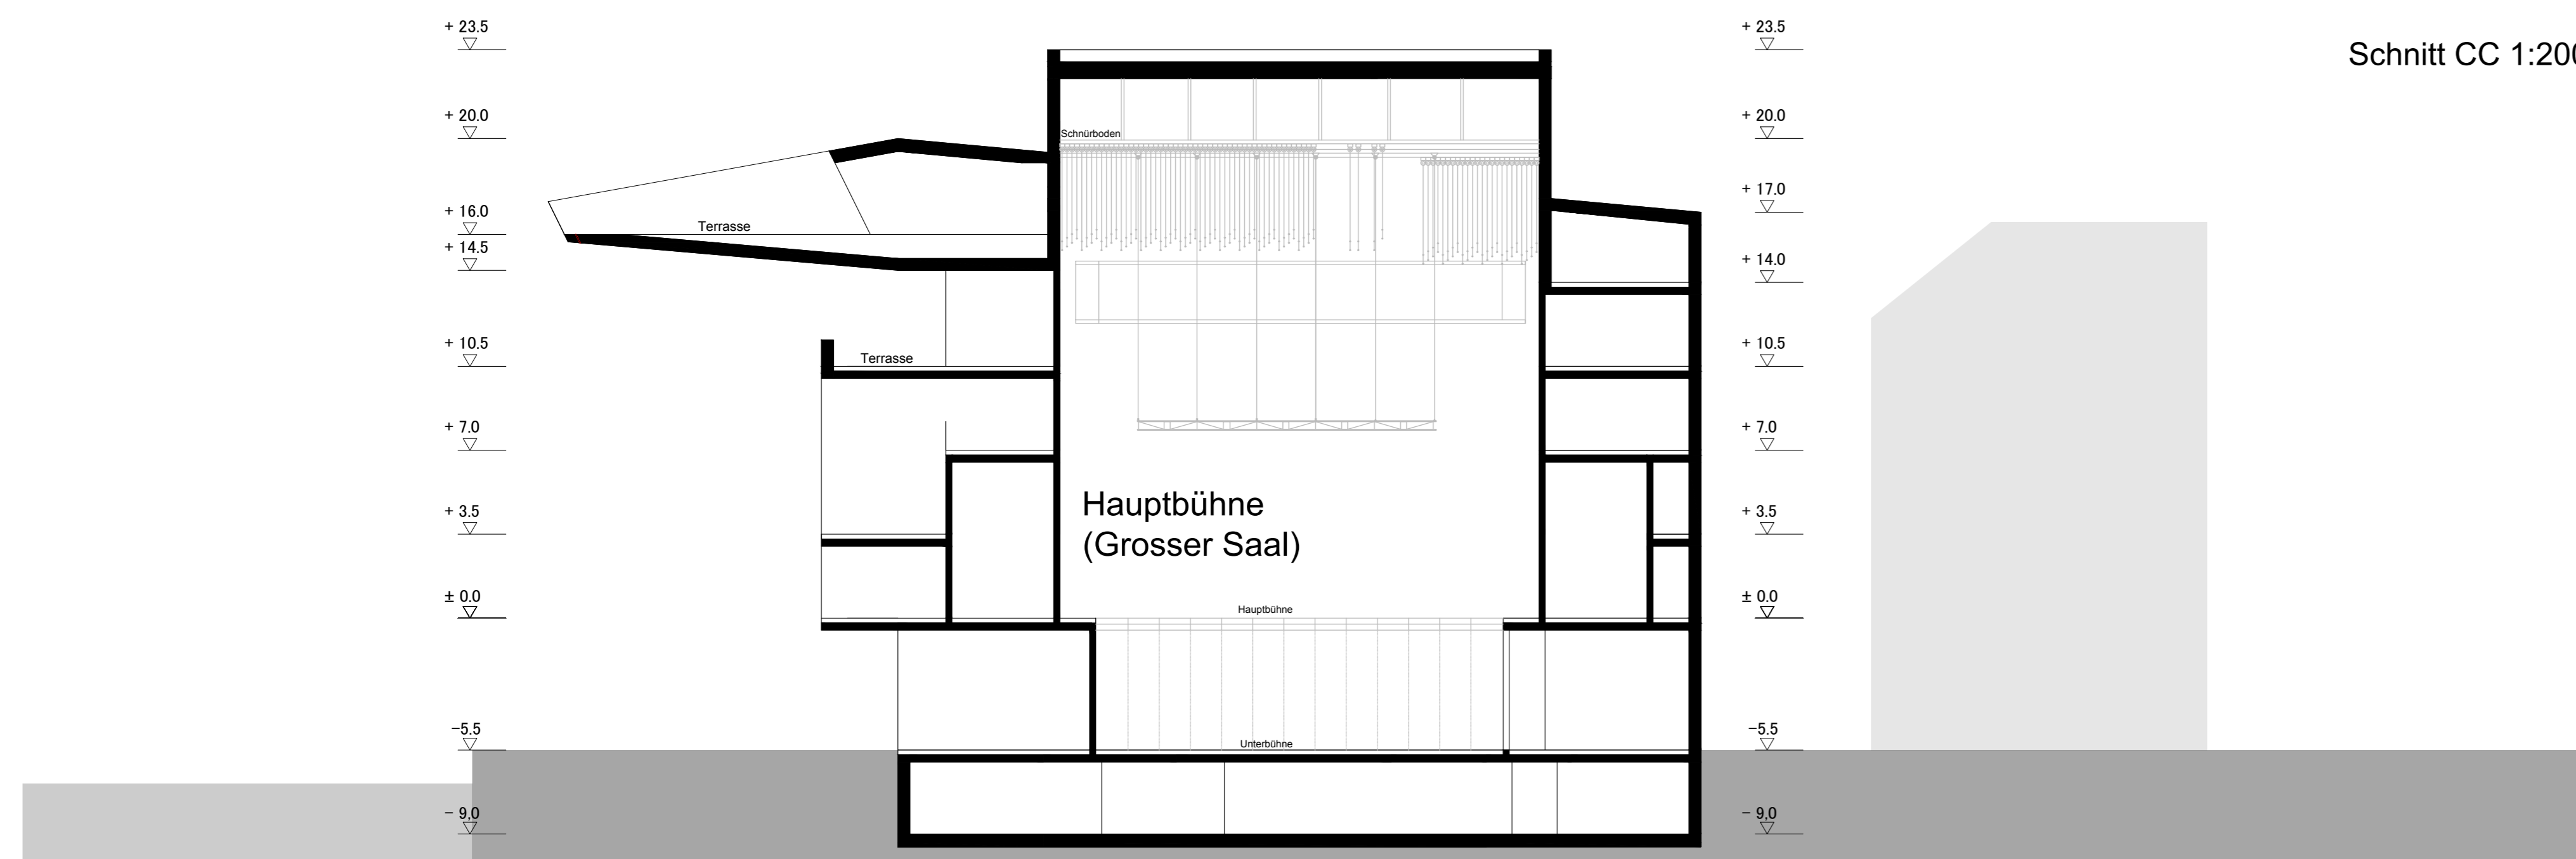 + 23.5
+ 23.5
Schnitt CC 1:200
+ 20.0
+ 20.0
Schnürboden
+ 17.0
+ 16.0
Terrasse
+ 14.5
+ 14.0
+ 10.5
Terrasse
+ 10.5
+ 7.0
+ 7.0
Hauptbühne
(Grosser Saal)
+ 3.5
+ 3.5
± 0.0
Hauptbühne
± 0.0
−5.5
Unterbühne
−5.5
− 9,0
− 9,0